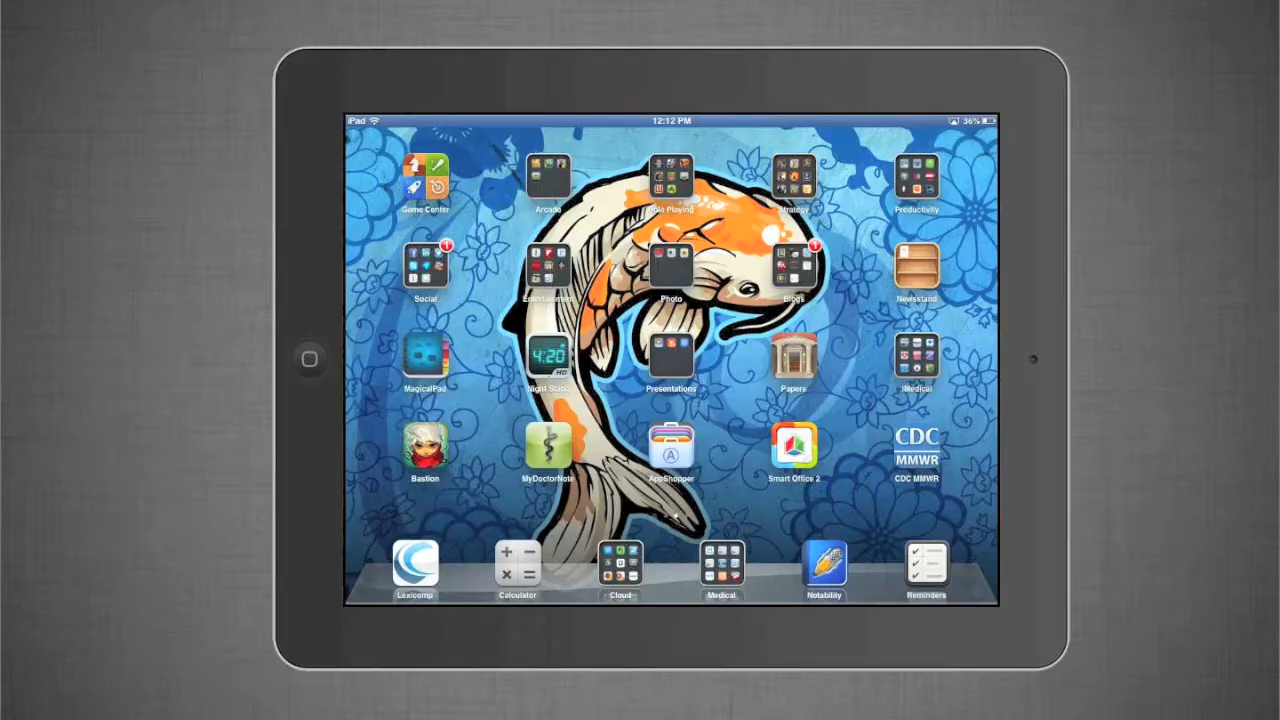 iPad 12:12 PM 36%
Game Center Arcade Role Playing Strategy Productivity
1 1
Social Entertainment Photo Blogs Newsstand
4:20
HD
MagicalPad Night Stand Presentations Papers iMedical
CDC
MMWR
Bastion MyDoctorNote AppShopper Smart Office 2 CDC MMWR
Lexicomp Calculator Cloud Medical Notability Reminders